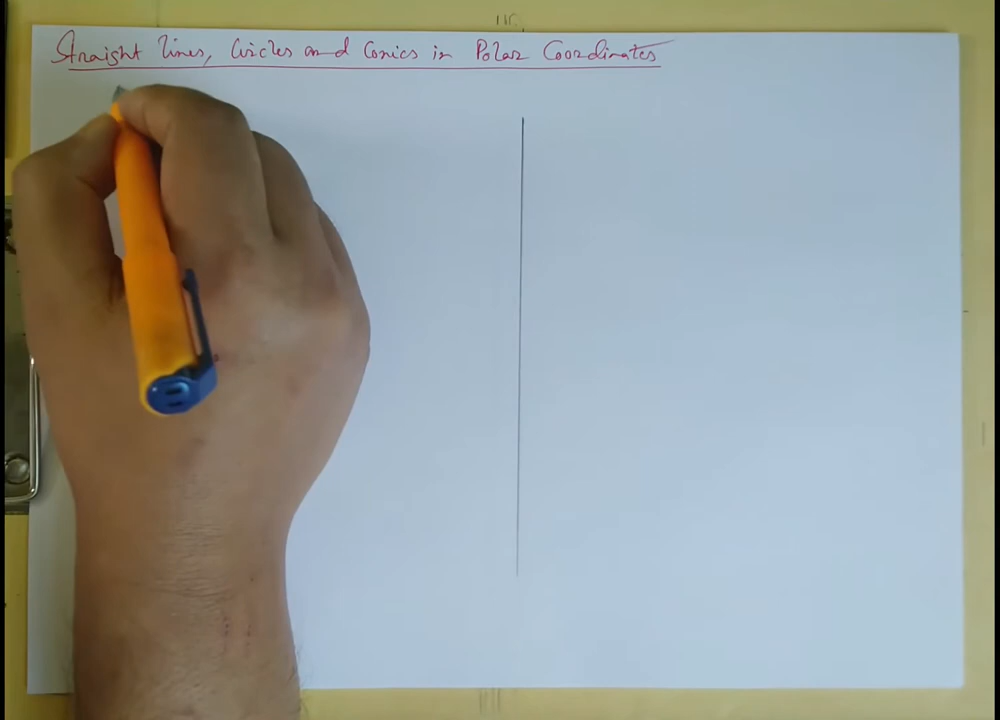 Straight lines, Circles and Conics in Polar Coordinates